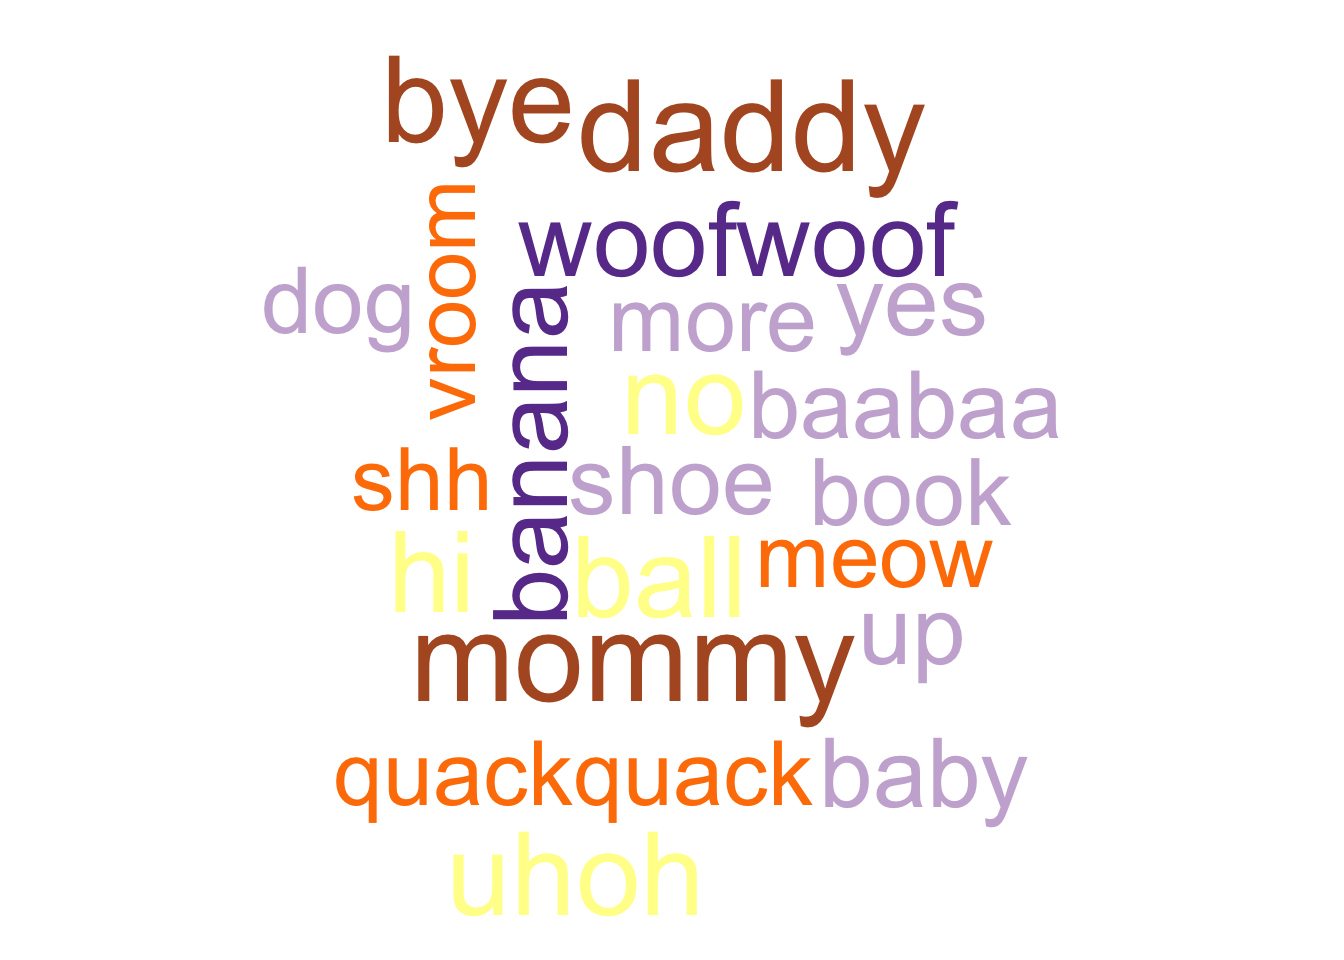 bye daddy
vroom
woofwoof
dog
banana
more yes
no baabaa
shh
shoe book
hi ball meow
mommy up
quackquack baby
uhoh